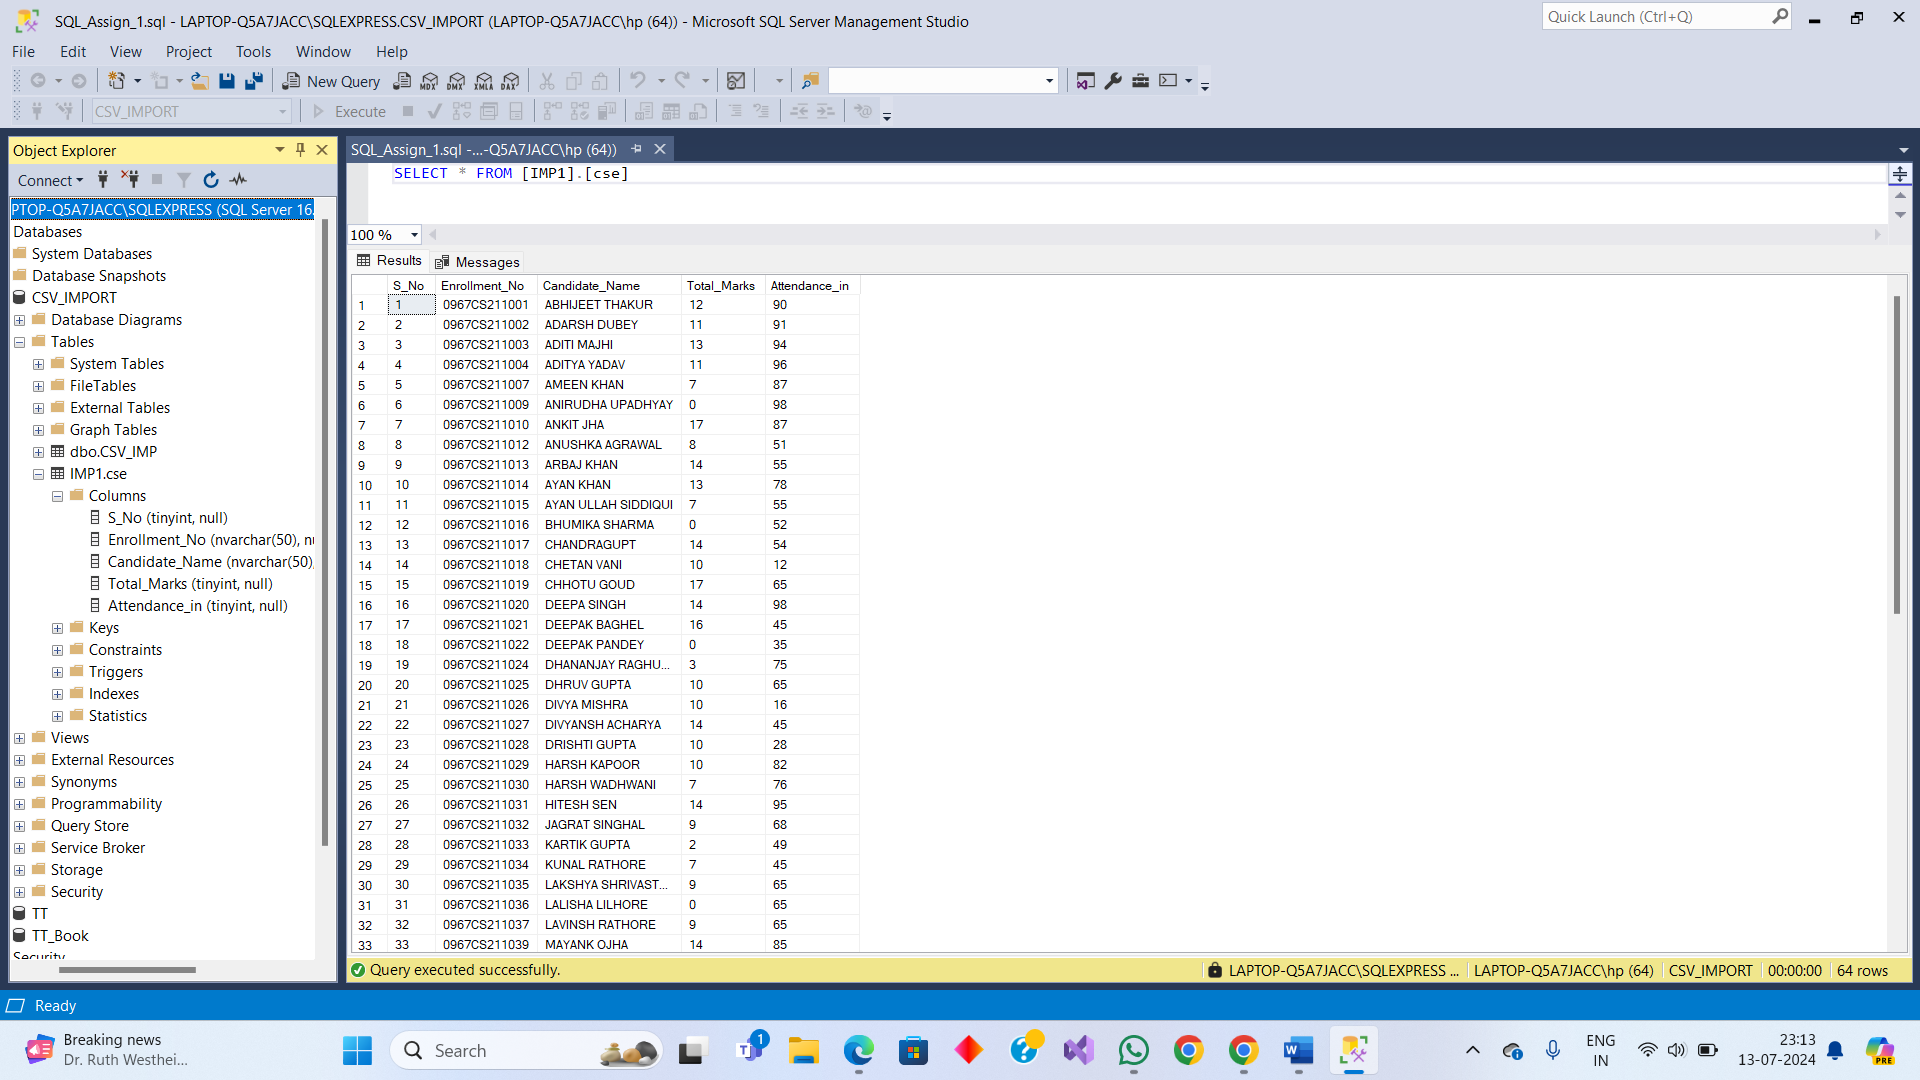 SQL_Assign_1.sql - LAPTOP-Q5A7JACC\SQLEXPRESS.CSV_IMPORT (LAPTOP-Q5A7JACC\hp (64)) - Microsoft SQL Server Management Studio
Quick Launch (Ctrl+Q)
File Edit View Project Tools Window Help
New Query MDX DMX XMLA DAX
CSV_IMPORT Execute
Object Explorer
Connect
PTOP-Q5A7JACC\SQLEXPRESS (SQL Server 16.
Databases
System Databases
Database Snapshots
CSV_IMPORT
Database Diagrams
Tables
System Tables
FileTables
External Tables
Graph Tables
dbo.CSV_IMP
IMP1.cse
Columns
S_No (tinyint, null)
Enrollment_No (nvarchar(50), nu
Candidate_Name (nvarchar(50),
Total_Marks (tinyint, null)
Attendance_in (tinyint, null)
Keys
Constraints
Triggers
Indexes
Statistics
Views
External Resources
Synonyms
Programmability
Query Store
Service Broker
Storage
Security
TT
TT_Book
Security
SQL_Assign_1.sql -...-Q5A7JACC\hp (64))
SELECT * FROM [IMP1].[cse]
100 %
Results Messages
S_No Enrollment_No Candidate_Name Total_Marks Attendance_in
1 1 0967CS211001 ABHIJEET THAKUR 12 90
2 2 0967CS211002 ADARSH DUBEY 11 91
3 3 0967CS211003 ADITI MAJHI 13 94
4 4 0967CS211004 ADITYA YADAV 11 96
5 5 0967CS211007 AMEEN KHAN 7 87
6 6 0967CS211009 ANIRUDHA UPADHYAY 0 98
7 7 0967CS211010 ANKIT JHA 17 87
8 8 0967CS211012 ANUSHKA AGRAWAL 8 51
9 9 0967CS211013 ARBAJ KHAN 14 55
10 10 0967CS211014 AYAN KHAN 13 78
11 11 0967CS211015 AYAN ULLAH SIDDIQUI 7 55
12 12 0967CS211016 BHUMIKA SHARMA 0 52
13 13 0967CS211017 CHANDRAGUPT 14 54
14 14 0967CS211018 CHETAN VANI 10 12
15 15 0967CS211019 CHHOTU GOUD 17 65
16 16 0967CS211020 DEEPA SINGH 14 98
17 17 0967CS211021 DEEPAK BAGHEL 16 45
18 18 0967CS211022 DEEPAK PANDEY 0 35
19 19 0967CS211024 DHANANJAY RAGHU... 3 75
20 20 0967CS211025 DHRUV GUPTA 10 65
21 21 0967CS211026 DIVYA MISHRA 10 16
22 22 0967CS211027 DIVYANSH ACHARYA 14 45
23 23 0967CS211028 DRISHTI GUPTA 10 28
24 24 0967CS211029 HARSH KAPOOR 10 82
25 25 0967CS211030 HARSH WADHWANI 7 76
26 26 0967CS211031 HITESH SEN 14 95
27 27 0967CS211032 JAGRAT SINGHAL 9 68
28 28 0967CS211033 KARTIK GUPTA 2 49
29 29 0967CS211034 KUNAL RATHORE 7 45
30 30 0967CS211035 LAKSHYA SHRIVAST... 9 65
31 31 0967CS211036 LALISHA LILHORE 0 65
32 32 0967CS211037 LAVINSH RATHORE 9 65
33 33 0967CS211039 MAYANK OJHA 14 85
Query executed successfully. LAPTOP-Q5A7JACC\SQLEXPRESS ... LAPTOP-Q5A7JACC\hp (64) CSV_IMPORT 00:00:00 64 rows
Ready
Breaking news
Dr. Ruth Westhei...
Search
1
ENG
IN
23:13
13-07-2024
PRE